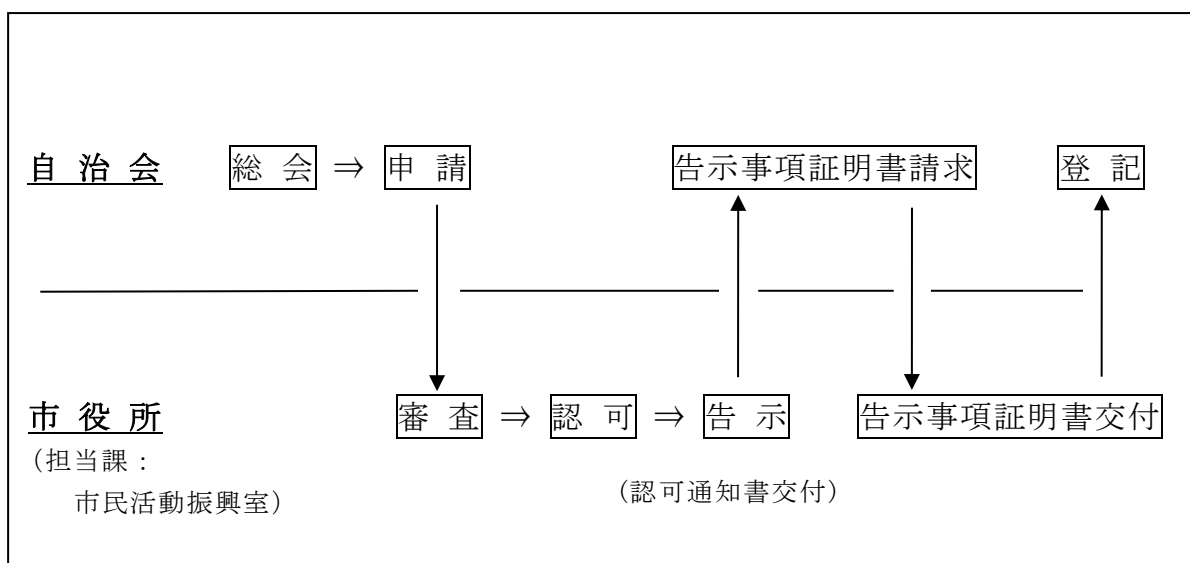 自 治 会 総 会 ⇒ 申 請 告示事項証明書請求 登 記
市 役 所 審 査 ⇒ 認 可 ⇒ 告 示 告示事項証明書交付
（担当課：
市民活動振興室） （認可通知書交付）